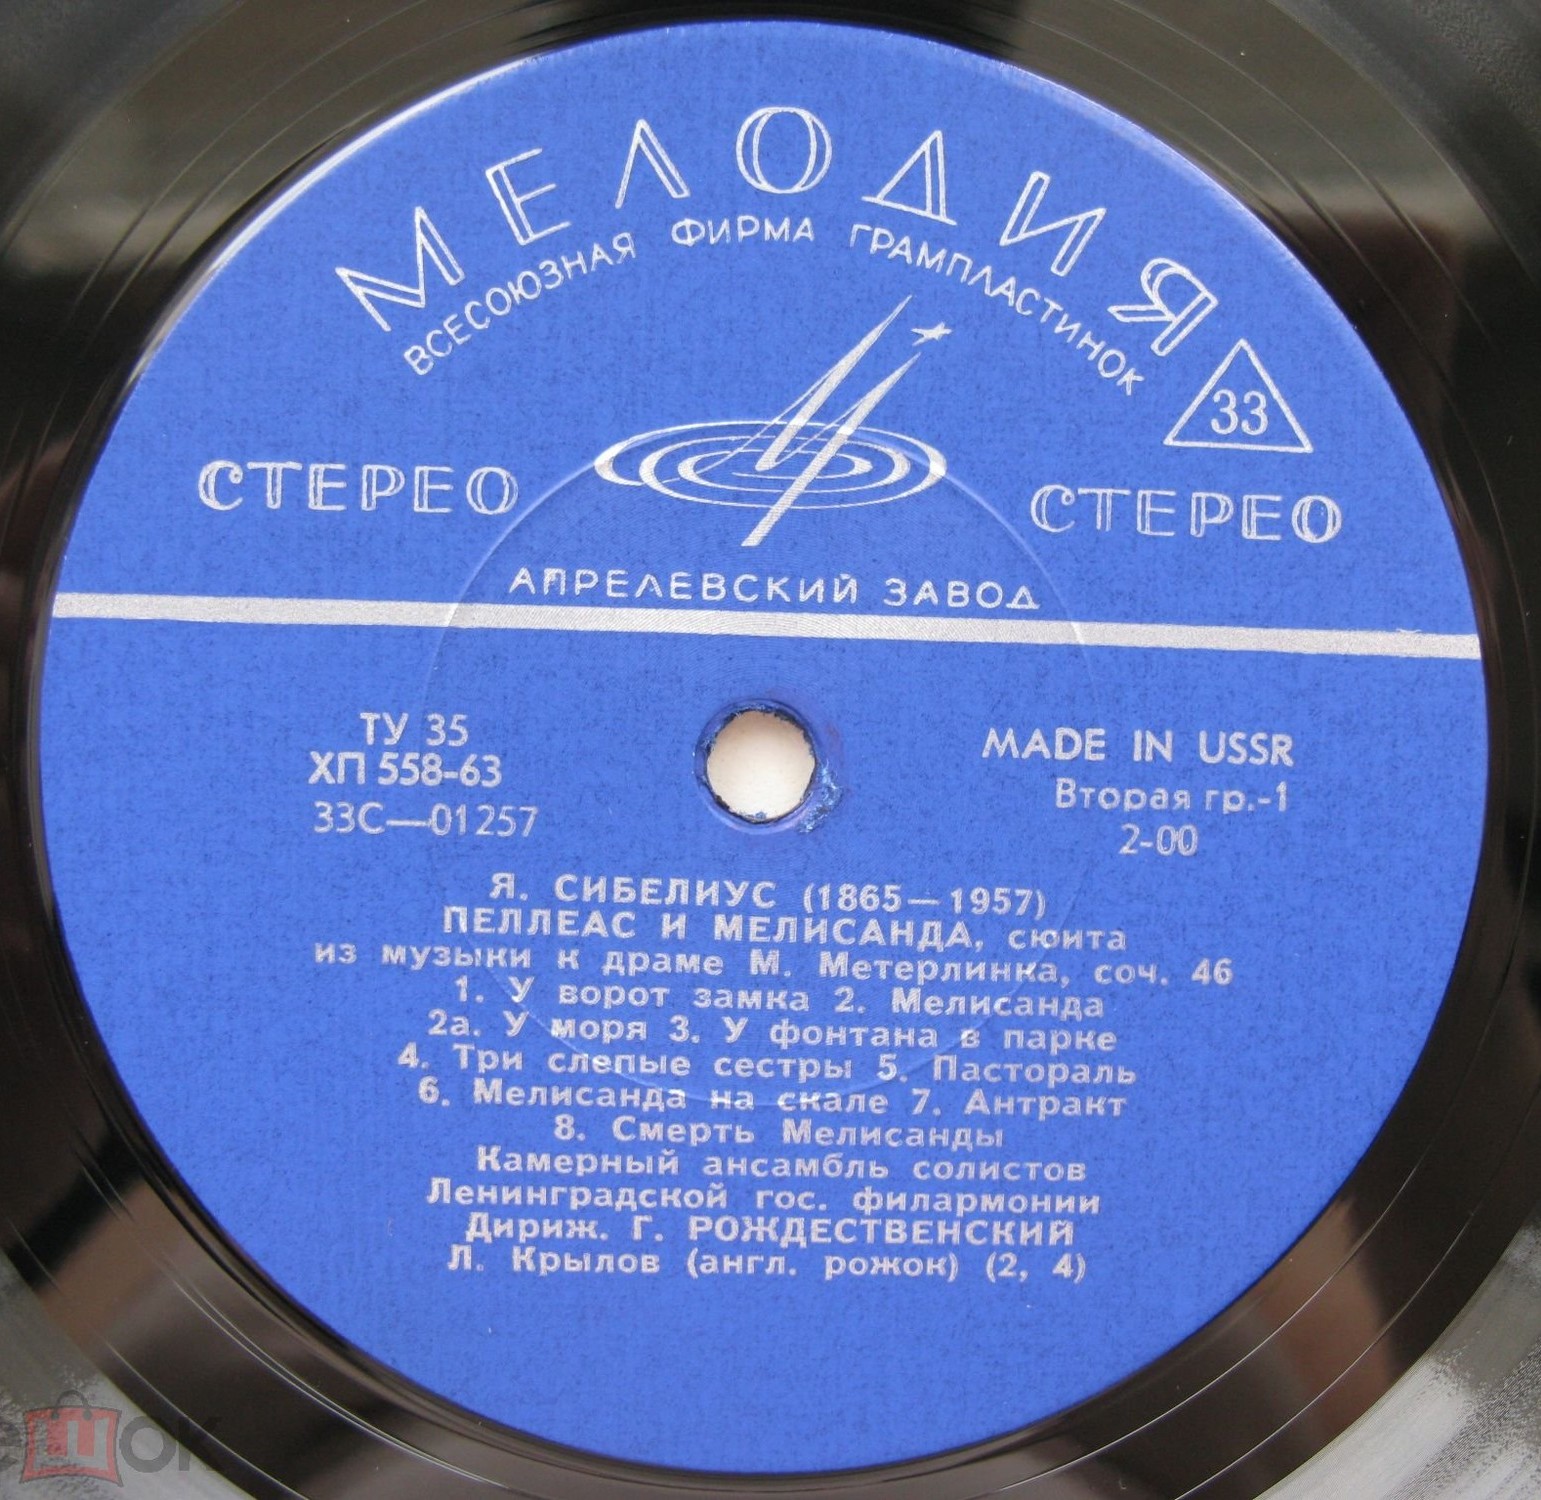 МЕЛОДИЯ
ВСЕСОЮЗНАЯ ФИРМА ГРАМПЛАСТИНОК
33
СТЕРЕО
СТЕРЕО
АПРЕЛЕВСКИЙ ЗАВОД
ТУ 35
ХП 558-63
33С—01257
MADE IN USSR
Вторая гр.-1
2-00
Я. СИБЕЛИУС (1865—1957)
ПЕЛЛЕАС И МЕЛИСАНДА, сюита
из музыки к драме М. Метерлинка, соч. 46
1. У ворот замка 2. Мелисанда
2а. У моря 3. У фонтана в парке
4. Три слепые сестры 5. Пастораль
6. Мелисанда на скале 7. Антракт
8. Смерть Мелисанды
Камерный ансамбль солистов
Ленинградской гос. филармонии
Дириж. Г. РОЖДЕСТВЕНСКИЙ
Л. Крылов (англ. рожок) (2, 4)